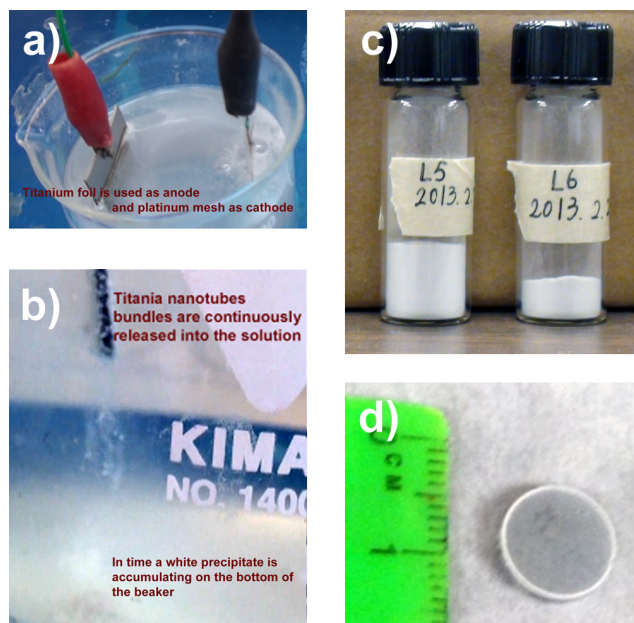 a)
Titanium foil is used as anode
and platinum mesh as cathode
b)
Titania nanotubes
bundles are continuously
released into the solution
KIMA
NO. 1400
In time a white precipitate is
accumulating on the bottom of
the beaker
c)
L5
2013. 2.
L6
2013. 2. 2
d)
0
CM
1